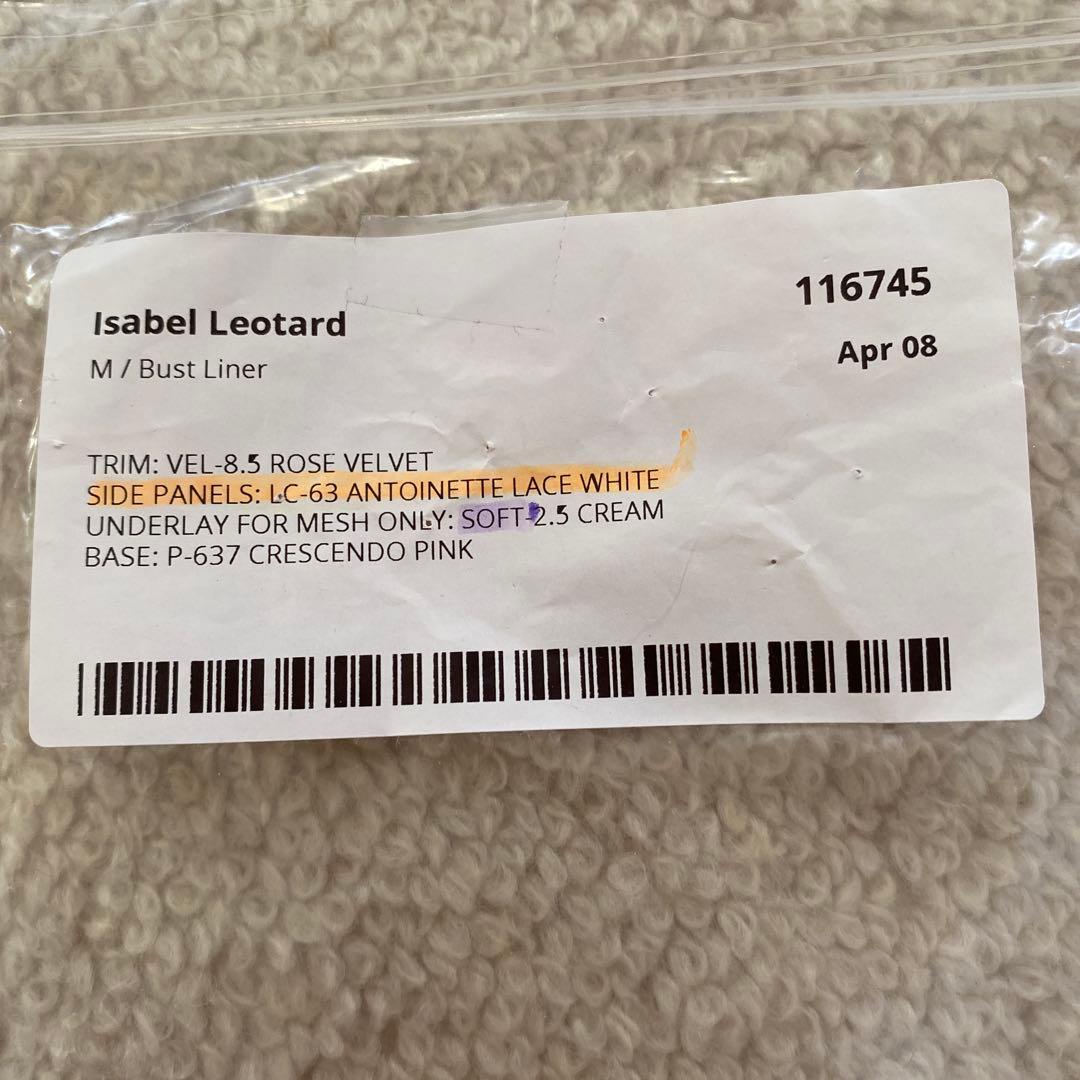 Isabel Leotard
M / Bust Liner
116745
Apr 08
TRIM: VEL-8.5 ROSE VELVET
SIDE PANELS: LC-63 ANTOINETTE LACE WHITE
UNDERLAY FOR MESH ONLY: SOFT-2.5 CREAM
BASE: P-637 CRESCENDO PINK